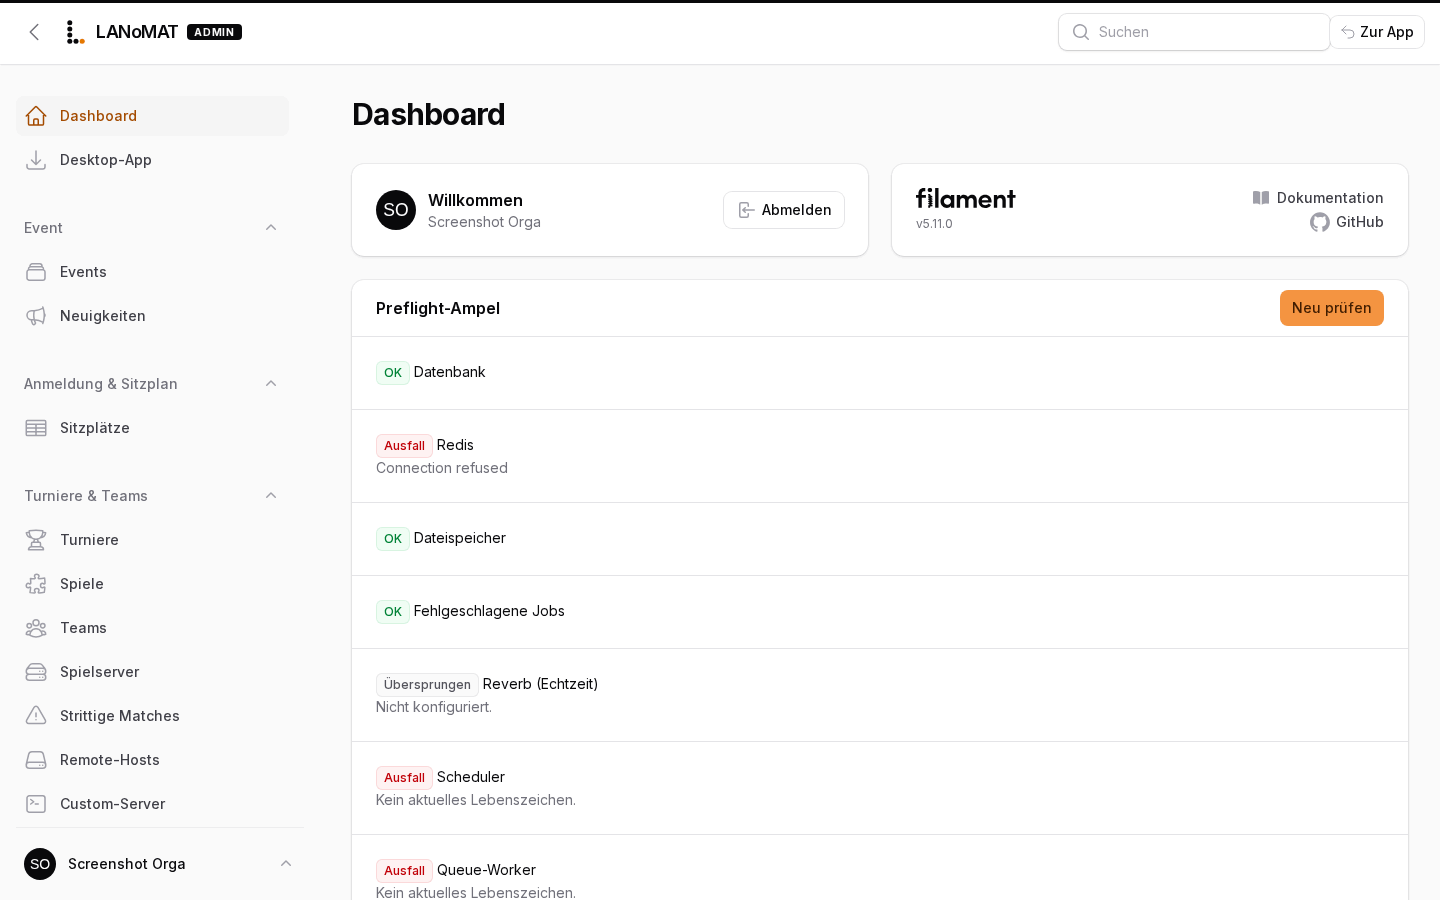 LANoMAT ADMIN
Suchen
Zur App
Dashboard
Desktop-App
Event
Events
Neuigkeiten
Anmeldung & Sitzplan
Sitzplätze
Turniere & Teams
Turniere
Spiele
Teams
Spielserver
Strittige Matches
Remote-Hosts
Custom-Server
SO Screenshot Orga
Dashboard
SO
Willkommen
Screenshot Orga
Abmelden
filament
v5.11.0
Dokumentation
GitHub
Preflight-Ampel
Neu prüfen
OK Datenbank
Ausfall Redis
Connection refused
OK Dateispeicher
OK Fehlgeschlagene Jobs
Übersprungen Reverb (Echtzeit)
Nicht konfiguriert.
Ausfall Scheduler
Kein aktuelles Lebenszeichen.
Ausfall Queue-Worker
Kein aktuelles Lebenszeichen.